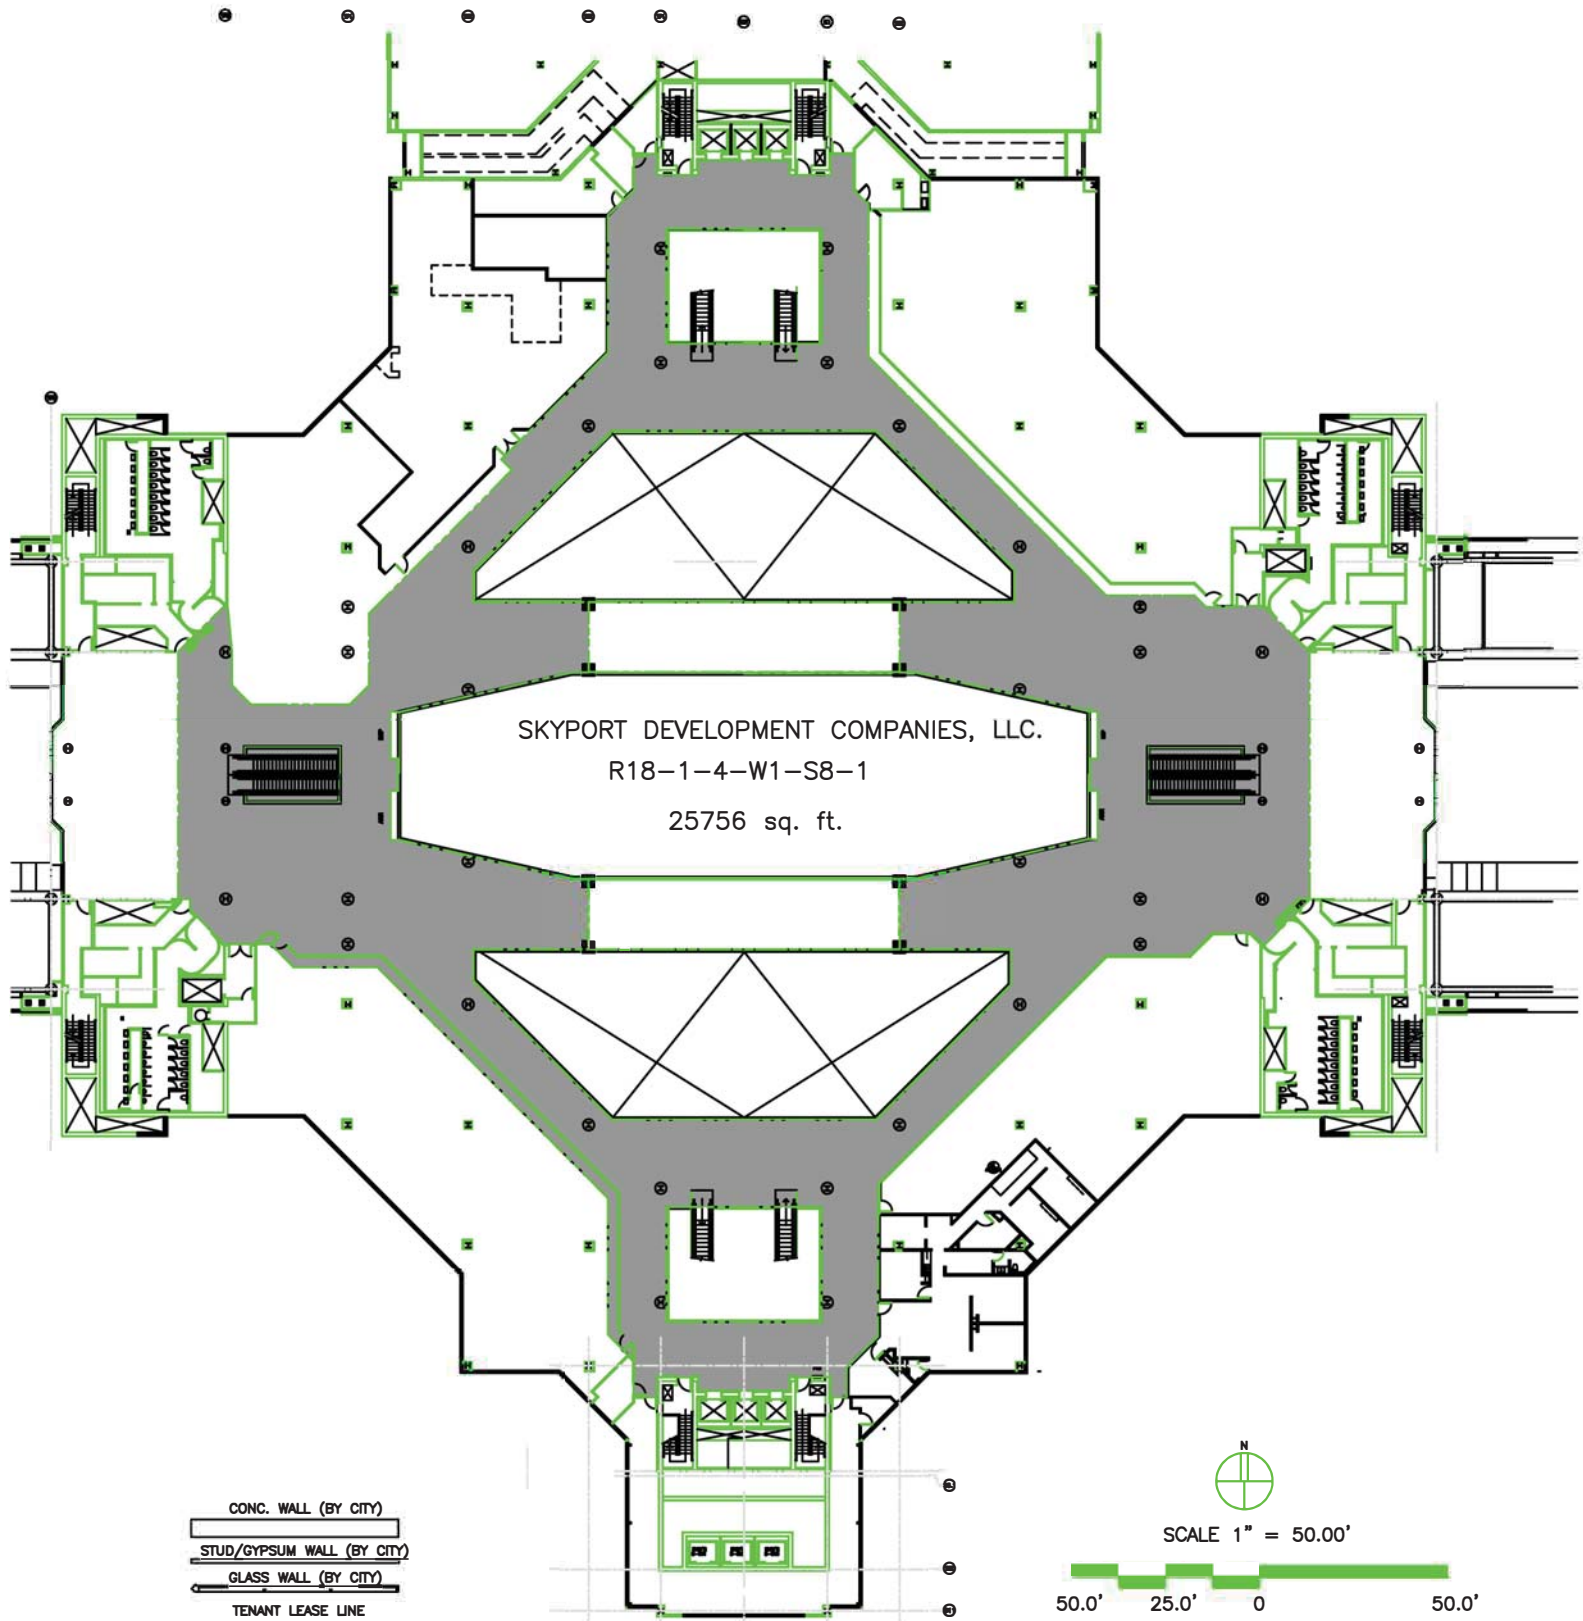 SKYPORT DEVELOPMENT COMPANIES, LLC.
R18-1-4-W1-S8-1
25756 sq. ft.
CONC. WALL (BY CITY)
STUD/GYPSUM WALL (BY CITY)
GLASS WALL (BY CITY)
TENANT LEASE LINE
N
SCALE 1" = 50.00'
50.0' 25.0' 0 50.0'